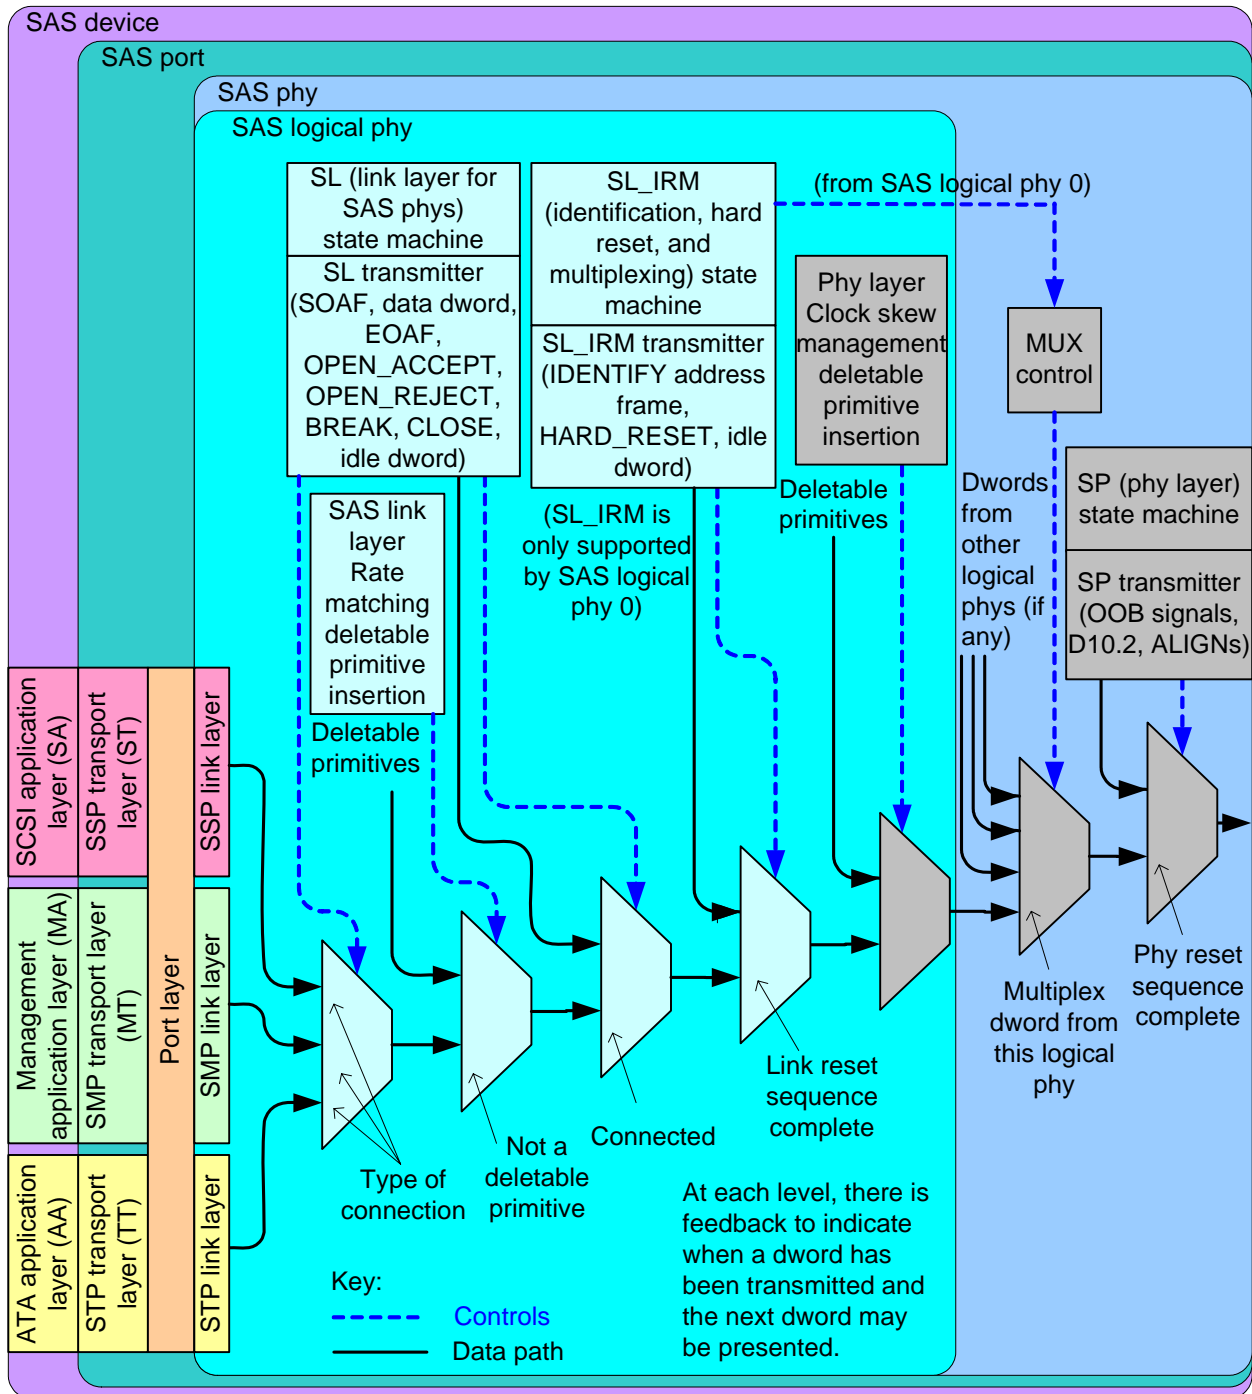 SAS device
SAS port
SAS phy
SAS logical phy
SL (link layer for
SAS phys)
state machine
SL transmitter
(SOAF, data dword,
EOAF,
OPEN_ACCEPT,
OPEN_REJECT,
BREAK, CLOSE,
idle dword)
SL_IRM
(identification, hard
reset, and
multiplexing) state
machine
SL_IRM transmitter
(IDENTIFY address
frame,
HARD_RESET, idle
dword)
(from SAS logical phy 0)
Phy layer
Clock skew
management
deletable
primitive
insertion
MUX
control
SAS link
layer
Rate
matching
deletable
primitive
insertion
(SL_IRM is
only supported
by SAS logical
phy 0)
Deletable
primitives
Dwords
from
other
logical
phys (if
any)
SP (phy layer)
state machine
SP transmitter
(OOB signals,
D10.2, ALIGNs)
Deletable
primitives
SCSI application
layer (SA)
SSP transport
layer (ST)
SSP link layer
Management
application layer (MA)
SMP transport layer
(MT)
Port layer
SMP link layer
ATA application
layer (AA)
STP transport
layer (TT)
STP link layer
Type of
connection
Not a
deletable
primitive
Connected
Link reset
sequence
complete
Multiplex
dword from
this logical
phy
Phy reset
sequence
complete
At each level, there is
feedback to indicate
when a dword has
been transmitted and
the next dword may
be presented.
Key:
Controls
Data path